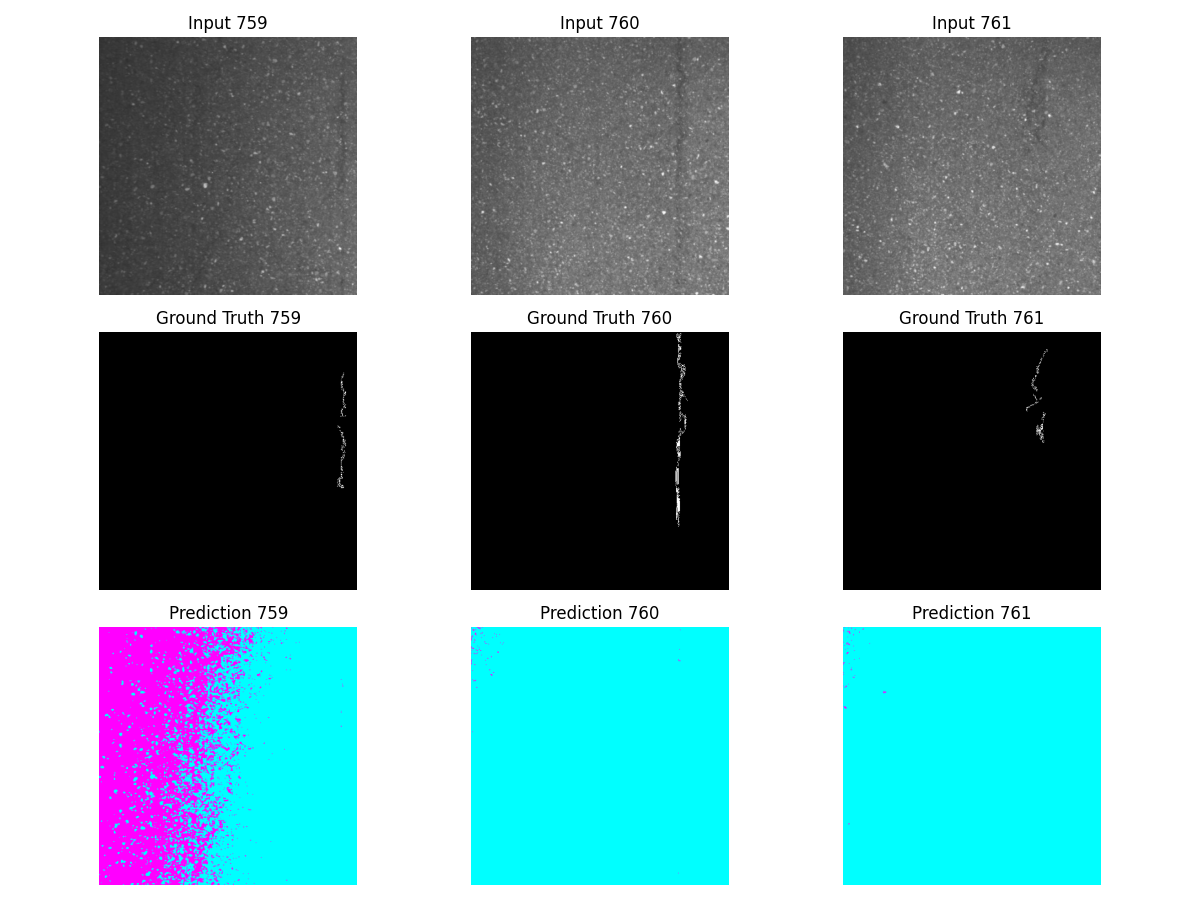 Input 759
Input 760
Input 761
Ground Truth 759
Ground Truth 760
Ground Truth 761
Prediction 759
Prediction 760
Prediction 761